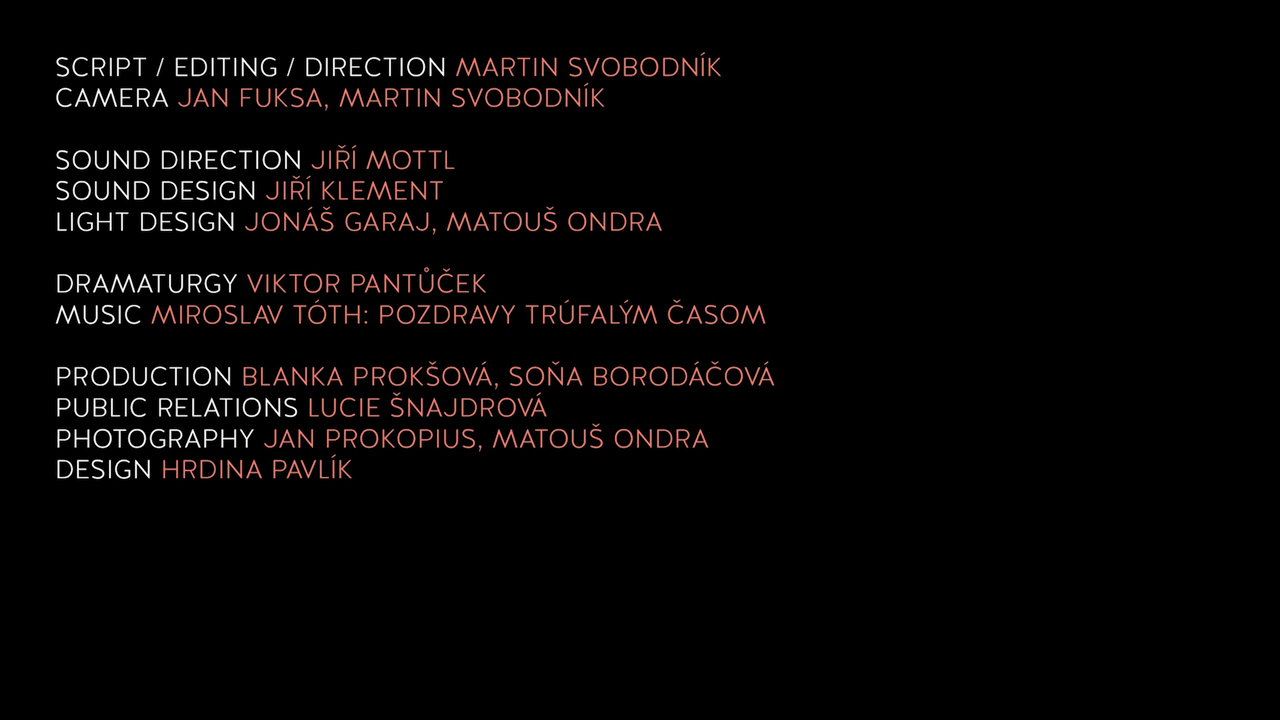 SCRIPT / EDITING / DIRECTION MARTIN SVOBODNÍK
CAMERA JAN FUKSA, MARTIN SVOBODNÍK
SOUND DIRECTION JIŘÍ MOTTL
SOUND DESIGN JIŘÍ KLEMENT
LIGHT DESIGN JONÁŠ GARAJ, MATOUŠ ONDRA
DRAMATURGY VIKTOR PANTŮČEK
MUSIC MIROSLAV TÓTH: POZDRAVY TRÚFALÝM ČASOM
PRODUCTION BLANKA PROKŠOVÁ, SOŇA BORODÁČOVÁ
PUBLIC RELATIONS LUCIE ŠNAJDROVÁ
PHOTOGRAPHY JAN PROKOPIUS, MATOUŠ ONDRA
DESIGN HRDINA PAVLÍK